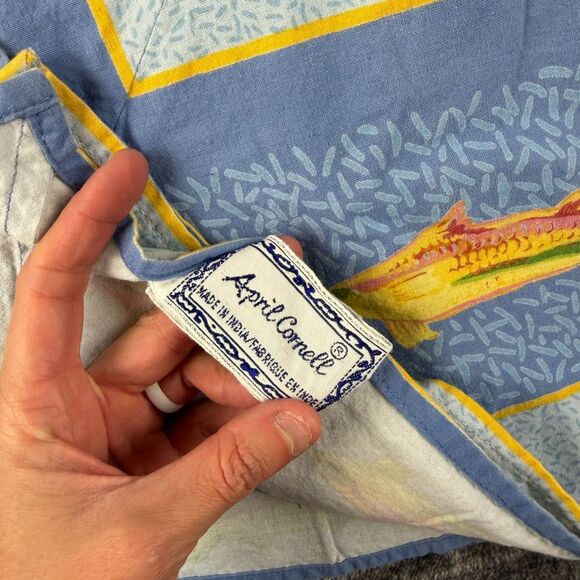 April Cornell®
MADE IN INDIA/FABRIQUE EN INDE